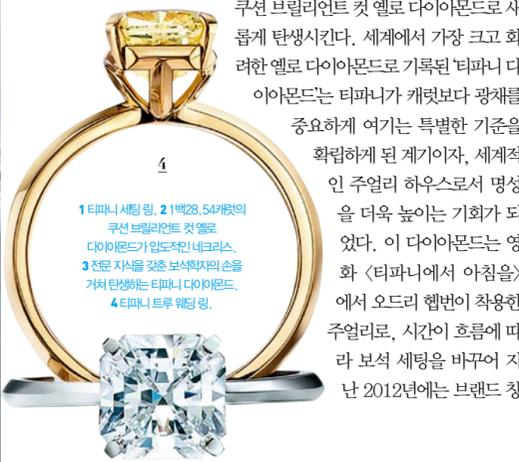 쿠션 브릴리언트 컷 옐로 다이아몬드로 새
롭게 탄생시킨다. 세계에서 가장 크고 화
려한 옐로 다이아몬드로 기록된 '티파니 다
이아몬드'는 티파니가 캐럿보다 광채를
중요하게 여기는 특별한 기준을
확립하게 된 계기이자, 세계적
인 주얼리 하우스로서 명성
을 더욱 높이는 기회가 되
었다. 이 다이아몬드는 영
화 <티파니에서 아침을>
에서 오드리 헵번이 착용한
주얼리로, 시간이 흐름에 따
라 보석 세팅을 바꾸어 지
난 2012년에는 브랜드 창
4
1 티파니 세팅 링. 2 1백28.54캐럿의
쿠션 브릴리언트 컷 옐로
다이아몬드가 압도적인 네크리스.
3 전문 지식을 갖춘 보석학자의 손을
거쳐 탄생하는 티파니 다이아몬드.
4 티파니 트루 웨딩 링.